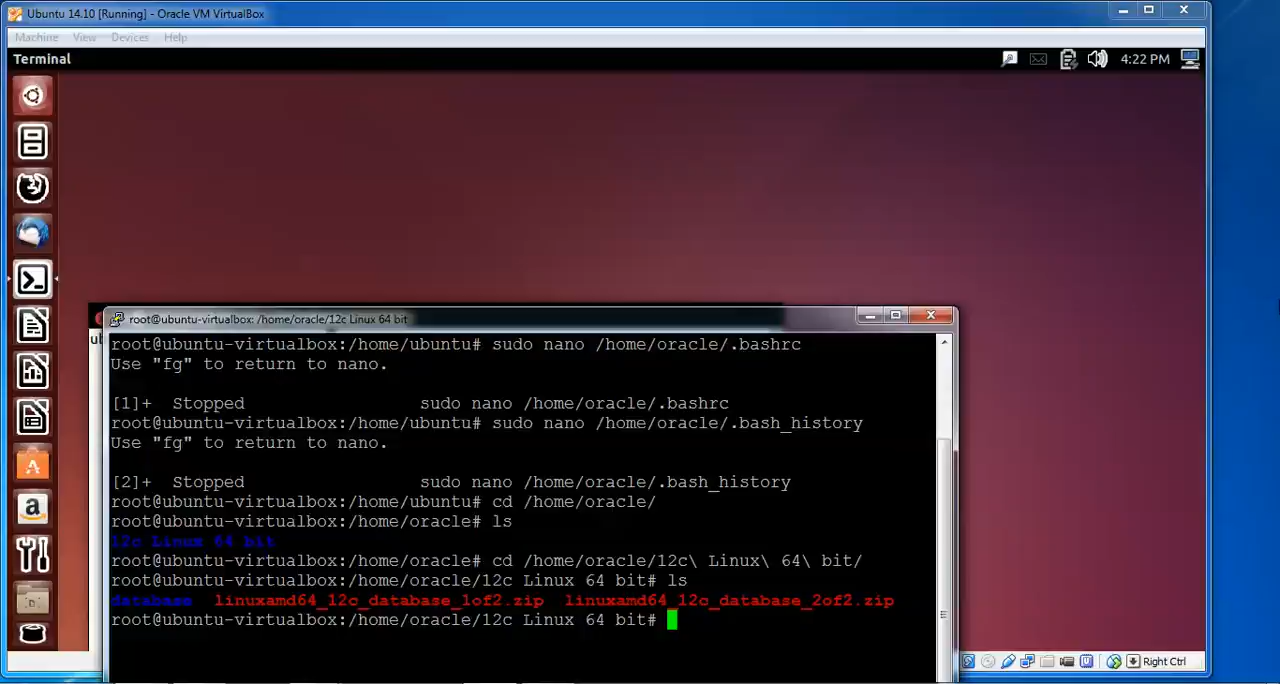 Ubuntu 14.10 [Running] - Oracle VM VirtualBox
Machine View Devices Help
Terminal 4:22 PM
root@ubuntu-virtualbox: /home/oracle/12c Linux 64 bit
root@ubuntu-virtualbox:/home/ubuntu# sudo nano /home/oracle/.bashrc
Use "fg" to return to nano.
[1]+ Stopped sudo nano /home/oracle/.bashrc
root@ubuntu-virtualbox:/home/ubuntu# sudo nano /home/oracle/.bash_history
Use "fg" to return to nano.
[2]+ Stopped sudo nano /home/oracle/.bash_history
root@ubuntu-virtualbox:/home/ubuntu# cd /home/oracle/
root@ubuntu-virtualbox:/home/oracle# ls
12c Linux 64 bit
root@ubuntu-virtualbox:/home/oracle# cd /home/oracle/12c\ Linux\ 64\ bit/
root@ubuntu-virtualbox:/home/oracle/12c Linux 64 bit# ls
database linuxamd64_12c_database_1of2.zip linuxamd64_12c_database_2of2.zip
root@ubuntu-virtualbox:/home/oracle/12c Linux 64 bit#
Right Ctrl